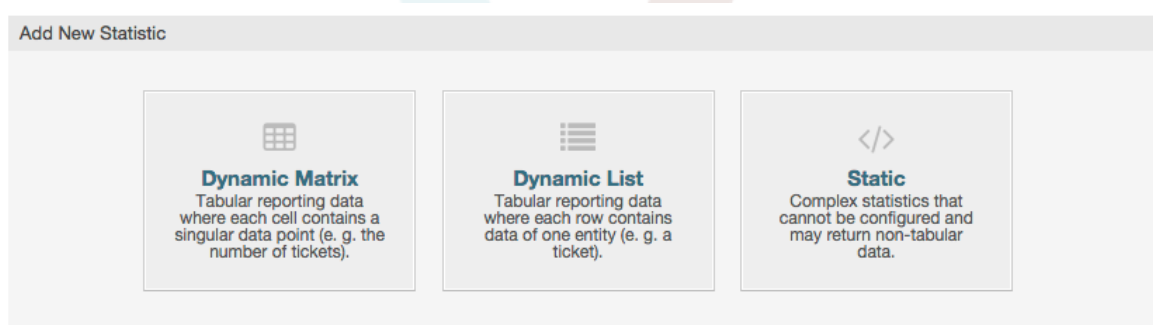 Add New Statistic
Dynamic Matrix
Tabular reporting data
where each cell contains a
singular data point (e. g. the
number of tickets).
Dynamic List
Tabular reporting data
where each row contains
data of one entity (e. g. a
ticket).
Static
Complex statistics that
cannot be configured and
may return non-tabular
data.